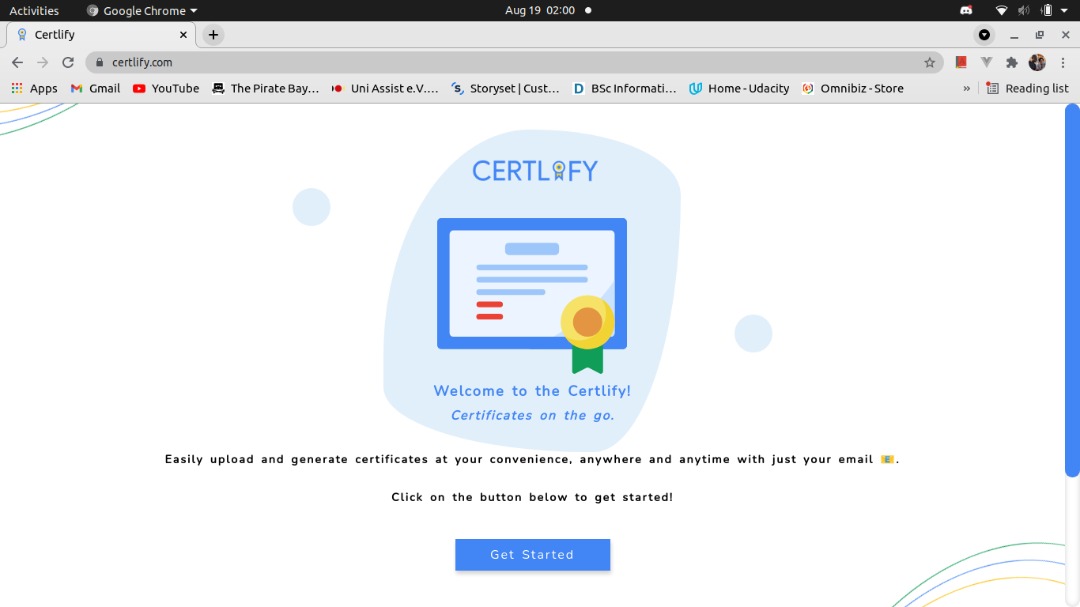 Activities Google Chrome Aug 19 02:00
Certlify
certlify.com
Apps Gmail YouTube The Pirate Bay... Uni Assist e.V.... Storyset | Cust... BSc Informati... Home - Udacity Omnibiz - Store » Reading list
CERTLIFY
Welcome to the Certlify!
Certificates on the go.
Easily upload and generate certificates at your convenience, anywhere and anytime with just your email 📧.
Click on the button below to get started!
Get Started